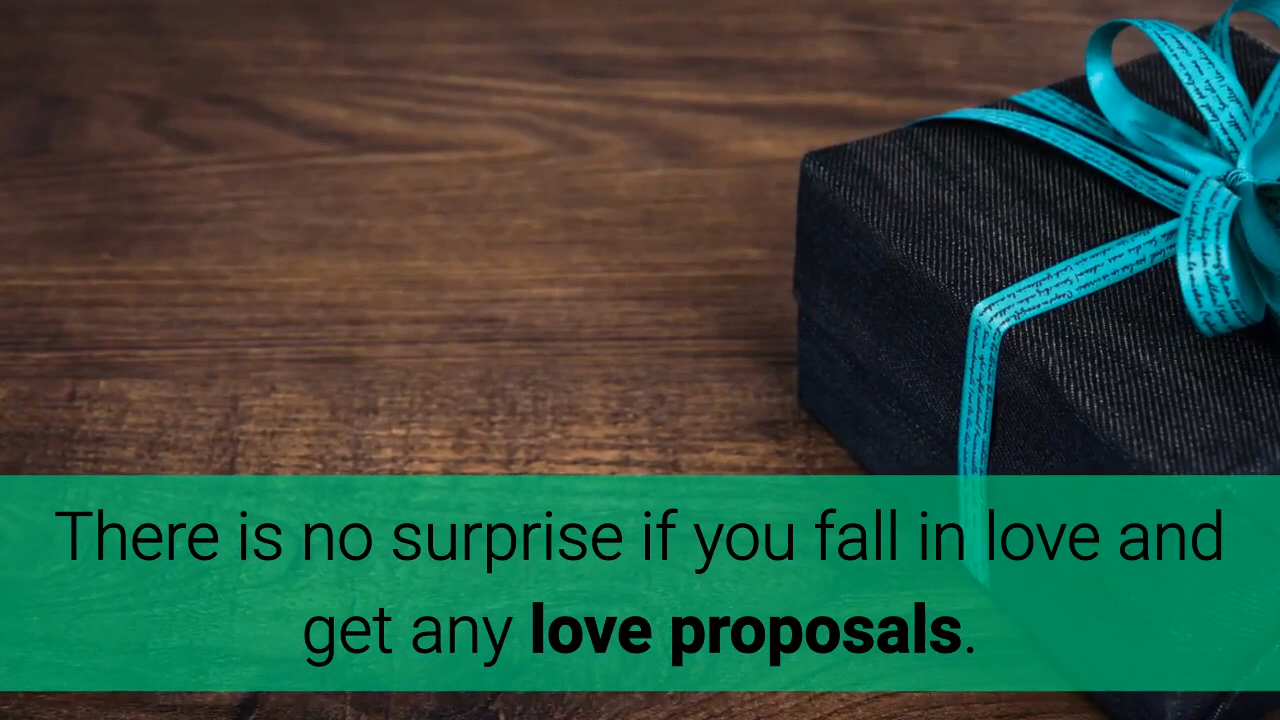 There is no surprise if you fall in love and
get any love proposals.